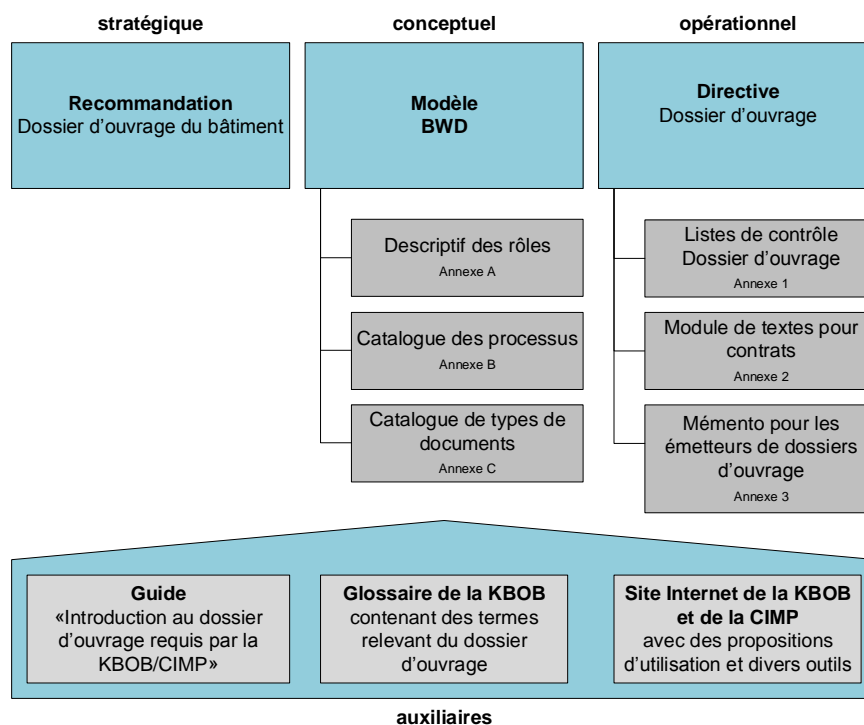 stratégique
conceptuel
opérationnel
Recommandation
Dossier d'ouvrage du bâtiment
Modèle
BWD
Directive
Dossier d'ouvrage
Descriptif des rôles
Annexe A
Catalogue des processus
Annexe B
Catalogue de types de
documents
Annexe C
Listes de contrôle
Dossier d'ouvrage
Annexe 1
Module de textes pour
contrats
Annexe 2
Mémento pour les
émetteurs de dossiers
d'ouvrage
Annexe 3
Guide
«Introduction au dossier
d'ouvrage requis par la
KBOB/CIMP»
Glossaire de la KBOB
contenant des termes
relevant du dossier
d'ouvrage
Site Internet de la KBOB
et de la CIMP
avec des propositions
d'utilisation et divers outils
auxiliaires